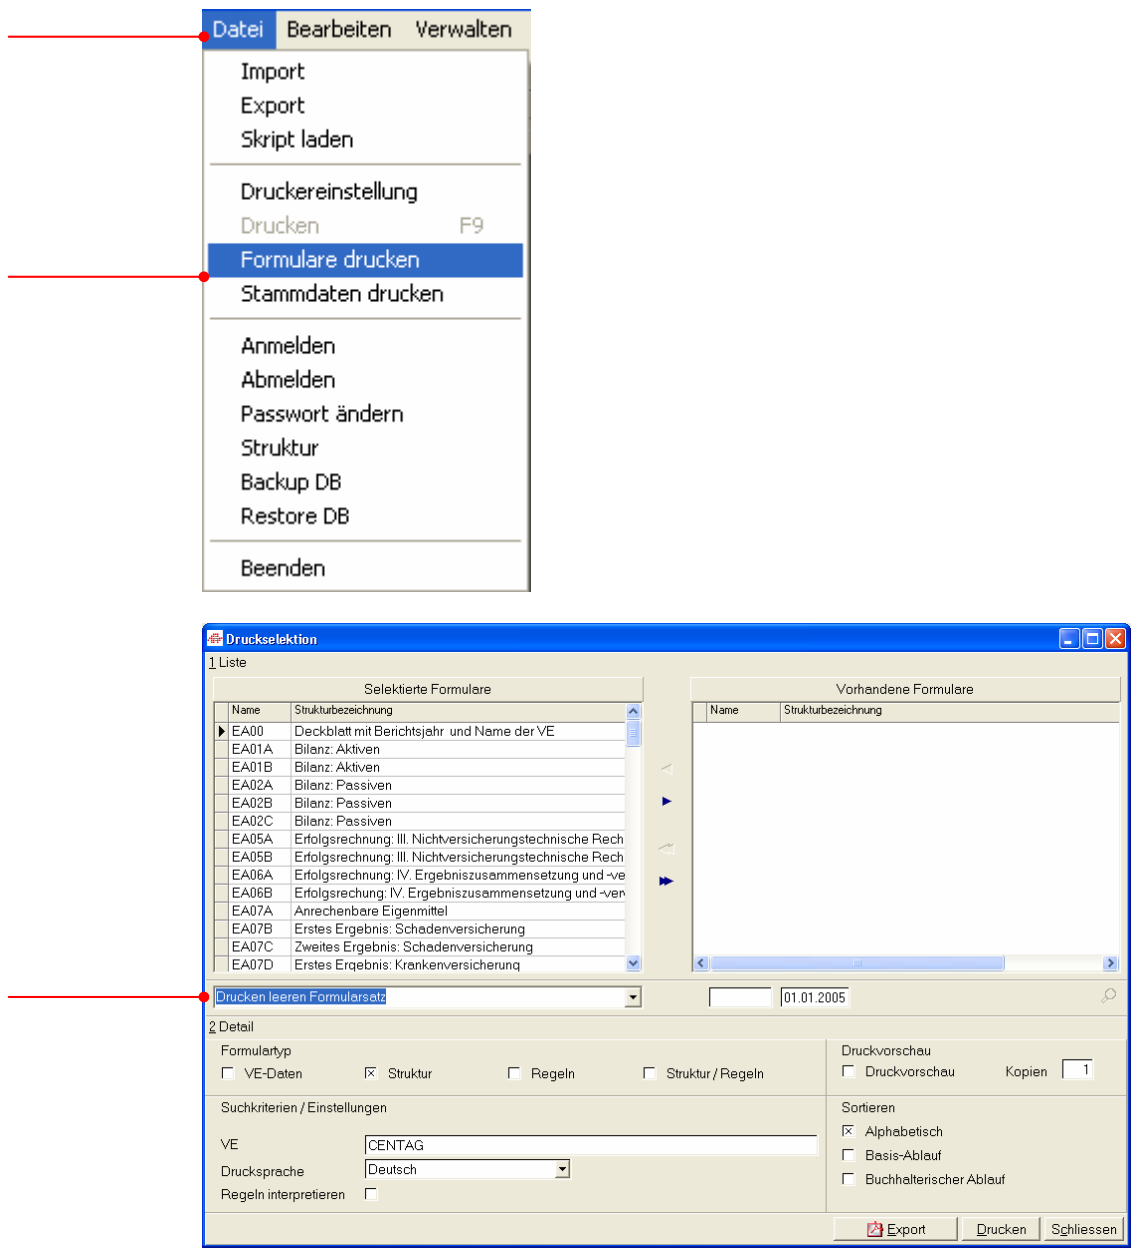 Datei Bearbeiten Verwalten
Import
Export
Skript laden
Druckereinstellung
Drucken F9
Formulare drucken
Stammdaten drucken
Anmelden
Abmelden
Passwort ändern
Struktur
Backup DB
Restore DB
Beenden
Druckselektion
1 Liste
Selektierte Formulare Vorhandene Formulare
Name Strukturbezeichnung Name Strukturbezeichnung
EA00 Deckblatt mit Berichtsjahr und Name der VE
EA01A Bilanz: Aktiven
EA01B Bilanz: Aktiven
EA02A Bilanz: Passiven
EA02B Bilanz: Passiven
EA02C Bilanz: Passiven
EA05A Erfolgsrechnung: III. Nichtversicherungstechnische Rech
EA05B Erfolgsrechnung: III. Nichtversicherungstechnische Rech
EA06A Erfolgsrechnung: IV. Ergebniszusammensetzung und -ve
EA06B Erfolgsrechung: IV. Ergebniszusammensetzung und -ver
EA07A Anrechenbare Eigenmittel
EA07B Erstes Ergebnis: Schadenversicherung
EA07C Zweites Ergebnis: Schadenversicherung
EA07D Erstes Ergebnis: Krankenversicherung
Drucken leeren Formularsatz 01.01.2005
2 Detail
Formulartyp Druckvorschau
VE-Daten Struktur Regeln Struktur / Regeln Druckvorschau Kopien 1
Suchkriterien / Einstellungen Sortieren
Alphabetisch
VE CENTAG
Basis-Ablauf
Drucksprache Deutsch
Buchhalterischer Ablauf
Regeln interpretieren
Export Drucken Schliessen